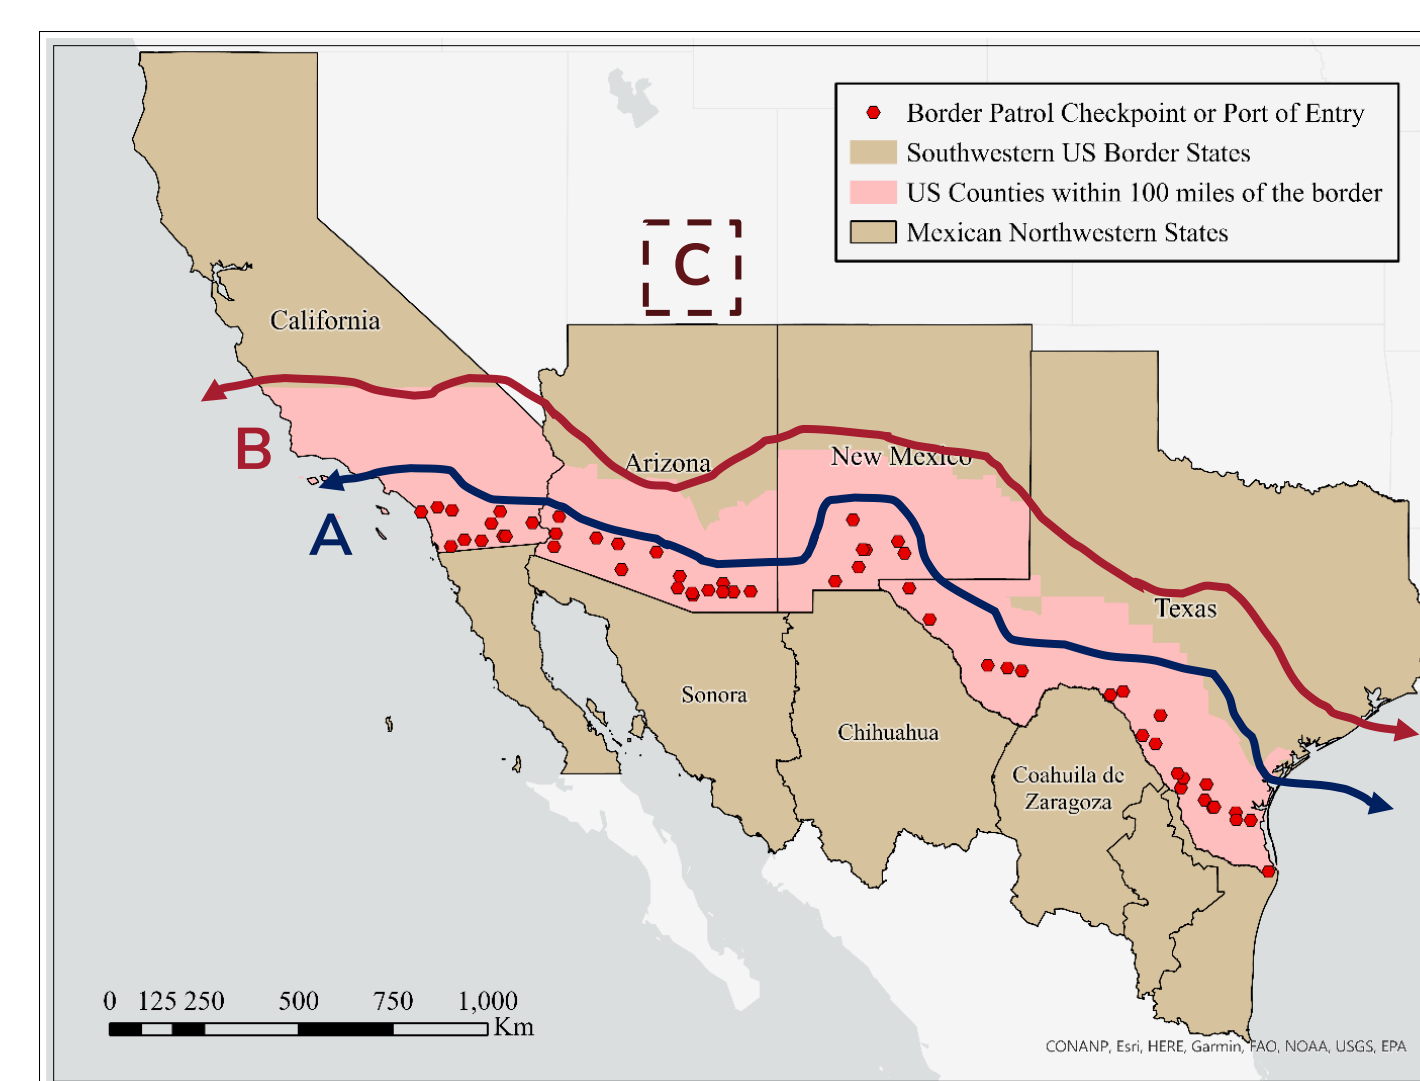 Border Patrol Checkpoint or Port of Entry
Southwestern US Border States
US Counties within 100 miles of the border
Mexican Northwestern States
C
California
B
Arizona
New Mexico
A
Texas
Sonora
Chihuahua
Coahuila de
Zaragoza
0 125 250 500 750 1,000
Km
CONANP, Esri, HERE, Garmin, FAO, NOAA, USGS, EPA